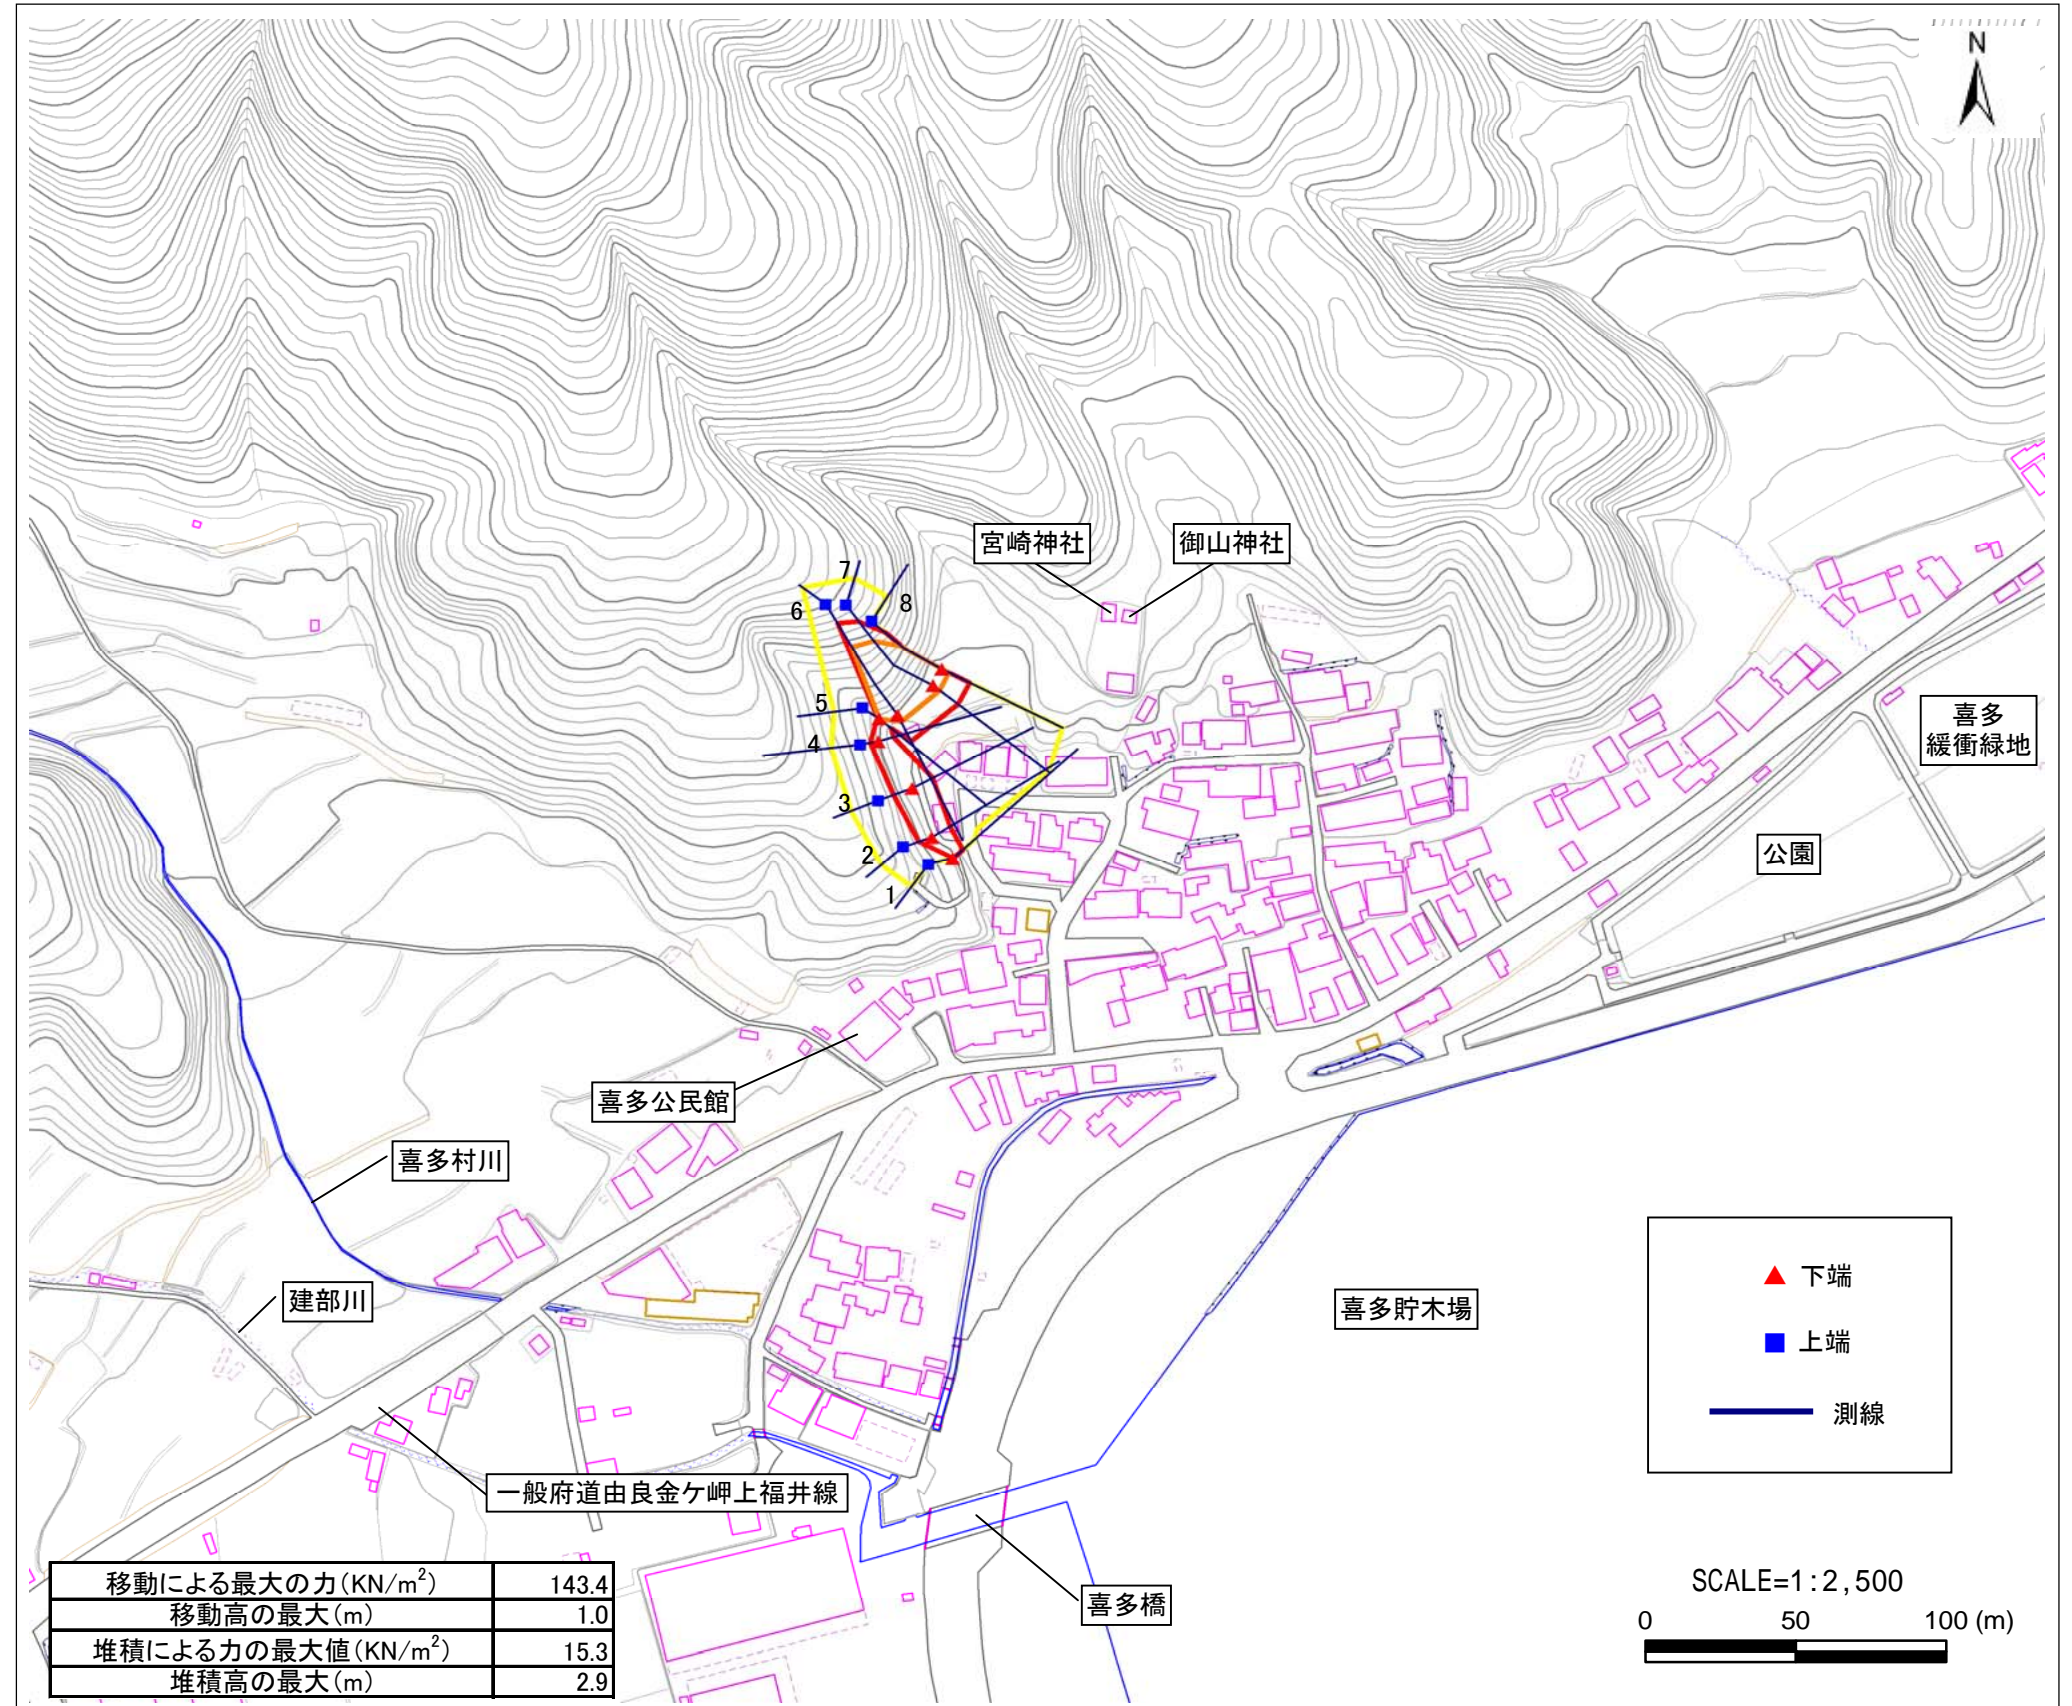 N
宮崎神社
御山神社
7
6
8
5
4
3
2
1
喜多
緩衝緑地
公園
喜多公民館
喜多村川
建部川
喜多貯木場
下端
上端
測線
一般府道由良金ケ岬上福井線
喜多橋
移動による最大の力(KN/m²) 143.4
移動高の最大(m) 1.0
堆積による力の最大値(KN/m²) 15.3
堆積高の最大(m) 2.9
SCALE=1:2,500
0 50 100 (m)